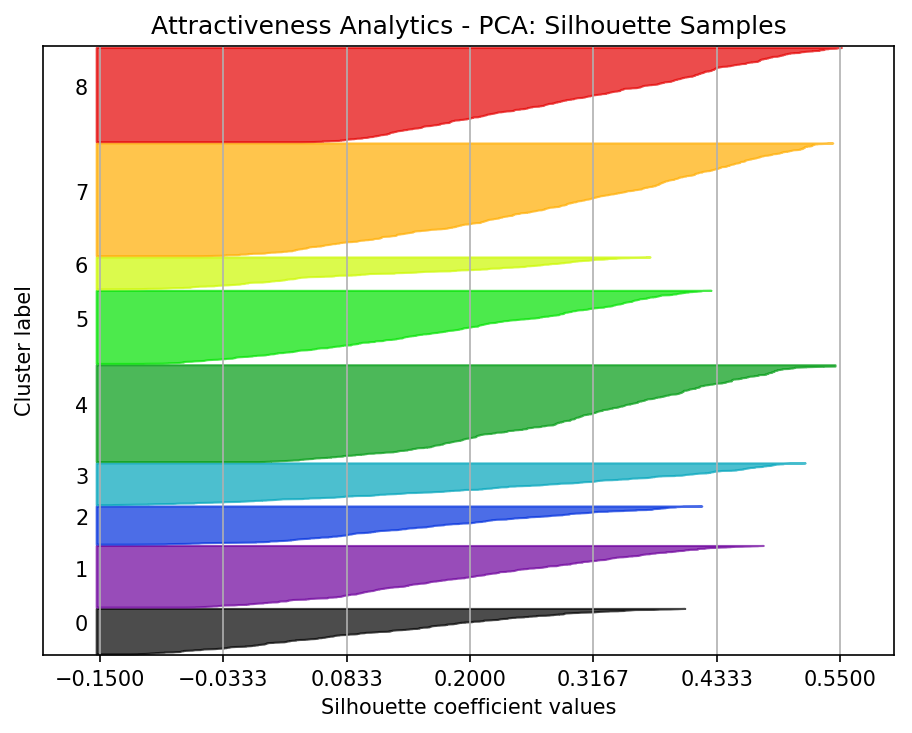 Attractiveness Analytics - PCA: Silhouette Samples
8
7
6
5
4
3
2
1
0
Cluster label
−0.1500 −0.0333 0.0833 0.2000 0.3167 0.4333 0.5500
Silhouette coefficient values